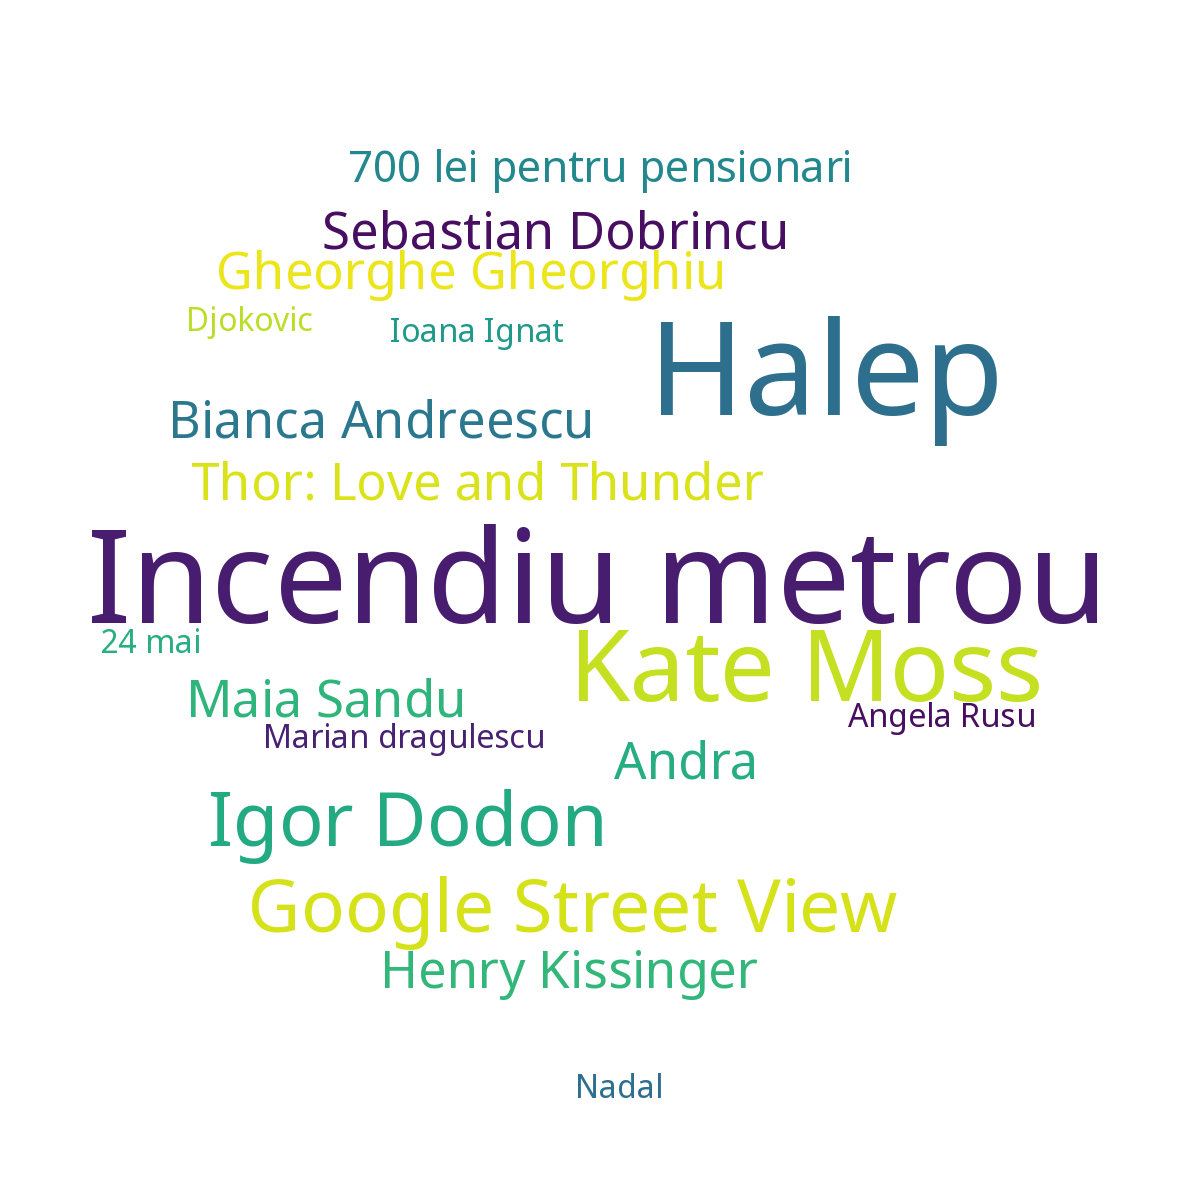 700 lei pentru pensionari
Sebastian Dobrincu
Gheorghe Gheorghiu
Djokovic
Ioana Ignat
Halep
Bianca Andreescu
Thor: Love and Thunder
Incendiu metrou
24 mai
Kate Moss
Maia Sandu
Angela Rusu
Marian dragulescu
Andra
Igor Dodon
Google Street View
Henry Kissinger
Nadal